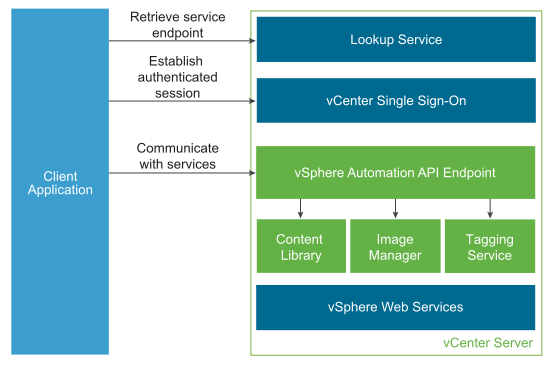 Retrieve service
endpoint
Lookup Service
Establish
authenticated
session
vCenter Single Sign-On
Communicate
with services
Client
Application
vSphere Automation API Endpoint
Content
Library
Image
Manager
Tagging
Service
vSphere Web Services
vCenter Server